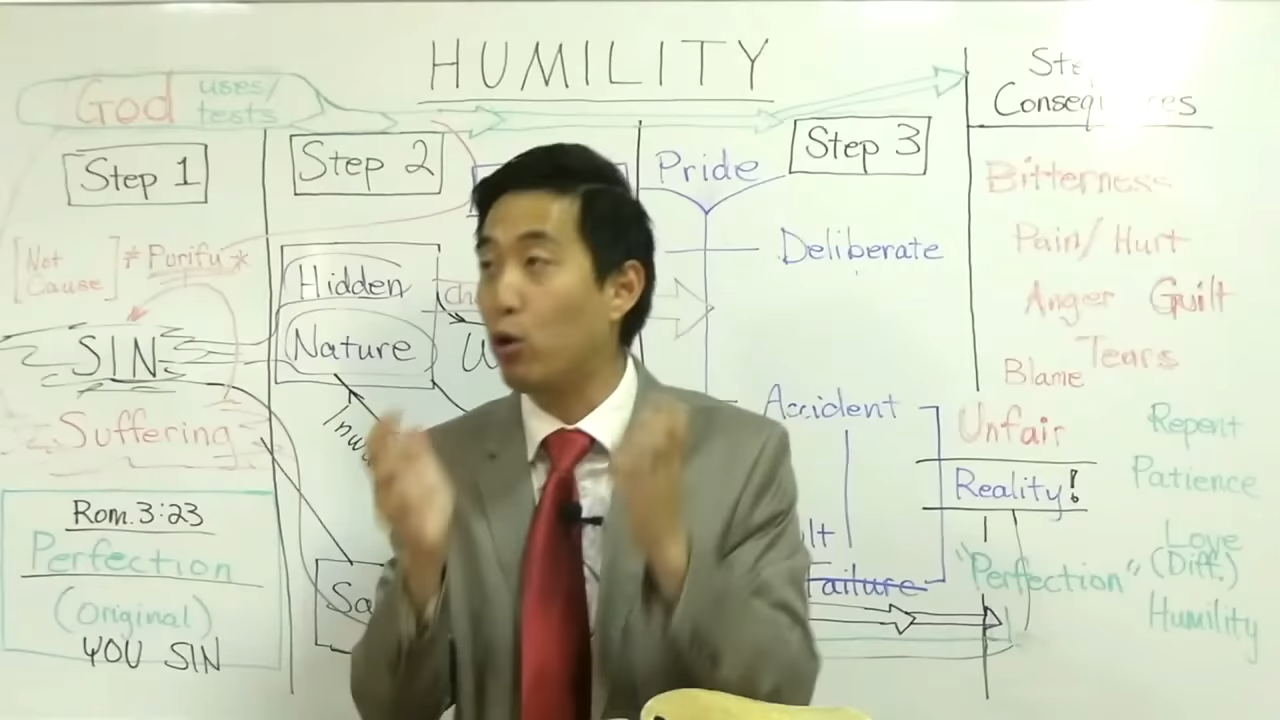 HUMILITY
God uses/
tests
Step 1
Step 2
Pride
Step 3
Consequences
Bitterness
Pain/Hurt
Anger Guilt
Blame Tears
Unfair
Reality!
"Perfection"
Repent
Patience
Love
(Diff.)
Humility
[Not
Cause] ≠ Purify *
SIN
Suffering
Rom. 3:23
Perfection
(Original)
YOU SIN
Hidden
Nature
Deliberate
Accident
Failure